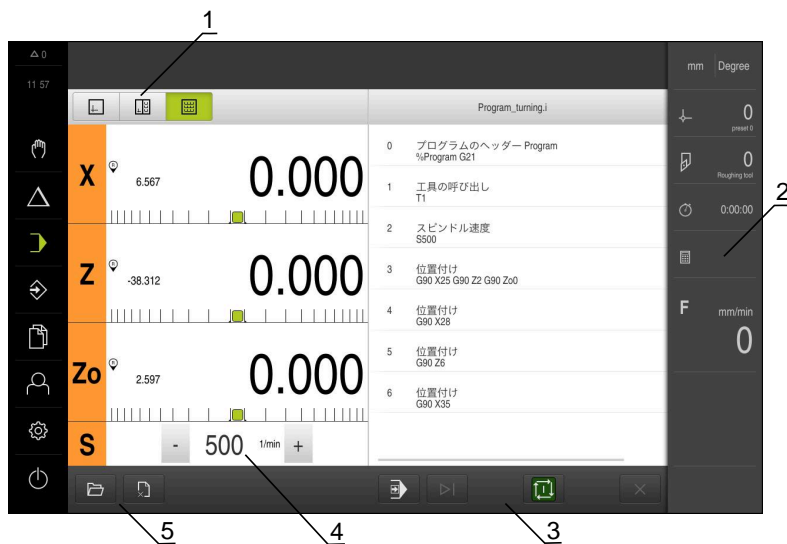 1
△ 0
11 57
mm Degree
Program_turning.i
X
R
6.567
0.000
Z
R
-38.312
0.000
Zo
R
2.597
0.000
S
- 500 1/min +
0 プログラムのヘッダー Program
%Program G21
1 工具の呼び出し
T1
2 スピンドル速度
S500
3 位置付け
G90 X25 G90 Z2 G90 Zo0
4 位置付け
G90 X28
5 位置付け
G90 Z6
6 位置付け
G90 X35
0
preset 0
0
Roughing tool
0:00:00
2
F mm/min
0
5
4
3